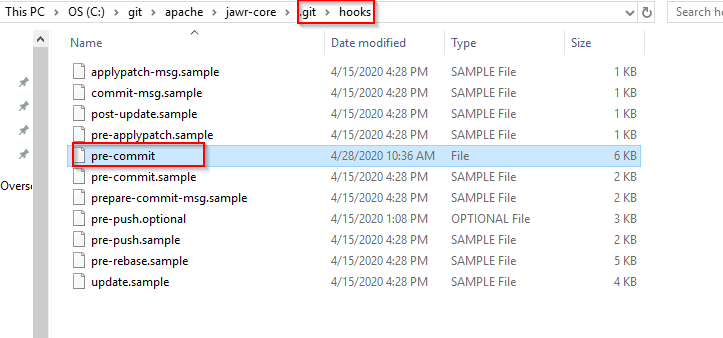 This PC > OS (C:) > git > apache > jawr-core > .git > hooks Search ho
Name Date modified Type Size
applypatch-msg.sample 4/15/2020 4:28 PM SAMPLE File 1 KB
commit-msg.sample 4/15/2020 4:28 PM SAMPLE File 1 KB
post-update.sample 4/15/2020 4:28 PM SAMPLE File 1 KB
pre-applypatch.sample 4/15/2020 4:28 PM SAMPLE File 1 KB
pre-commit 4/28/2020 10:36 AM File 6 KB
Overse pre-commit.sample 4/15/2020 4:28 PM SAMPLE File 2 KB
prepare-commit-msg.sample 4/15/2020 4:28 PM SAMPLE File 2 KB
pre-push.optional 4/15/2020 1:08 PM OPTIONAL File 3 KB
pre-push.sample 4/15/2020 4:28 PM SAMPLE File 2 KB
pre-rebase.sample 4/15/2020 4:28 PM SAMPLE File 5 KB
update.sample 4/15/2020 4:28 PM SAMPLE File 4 KB